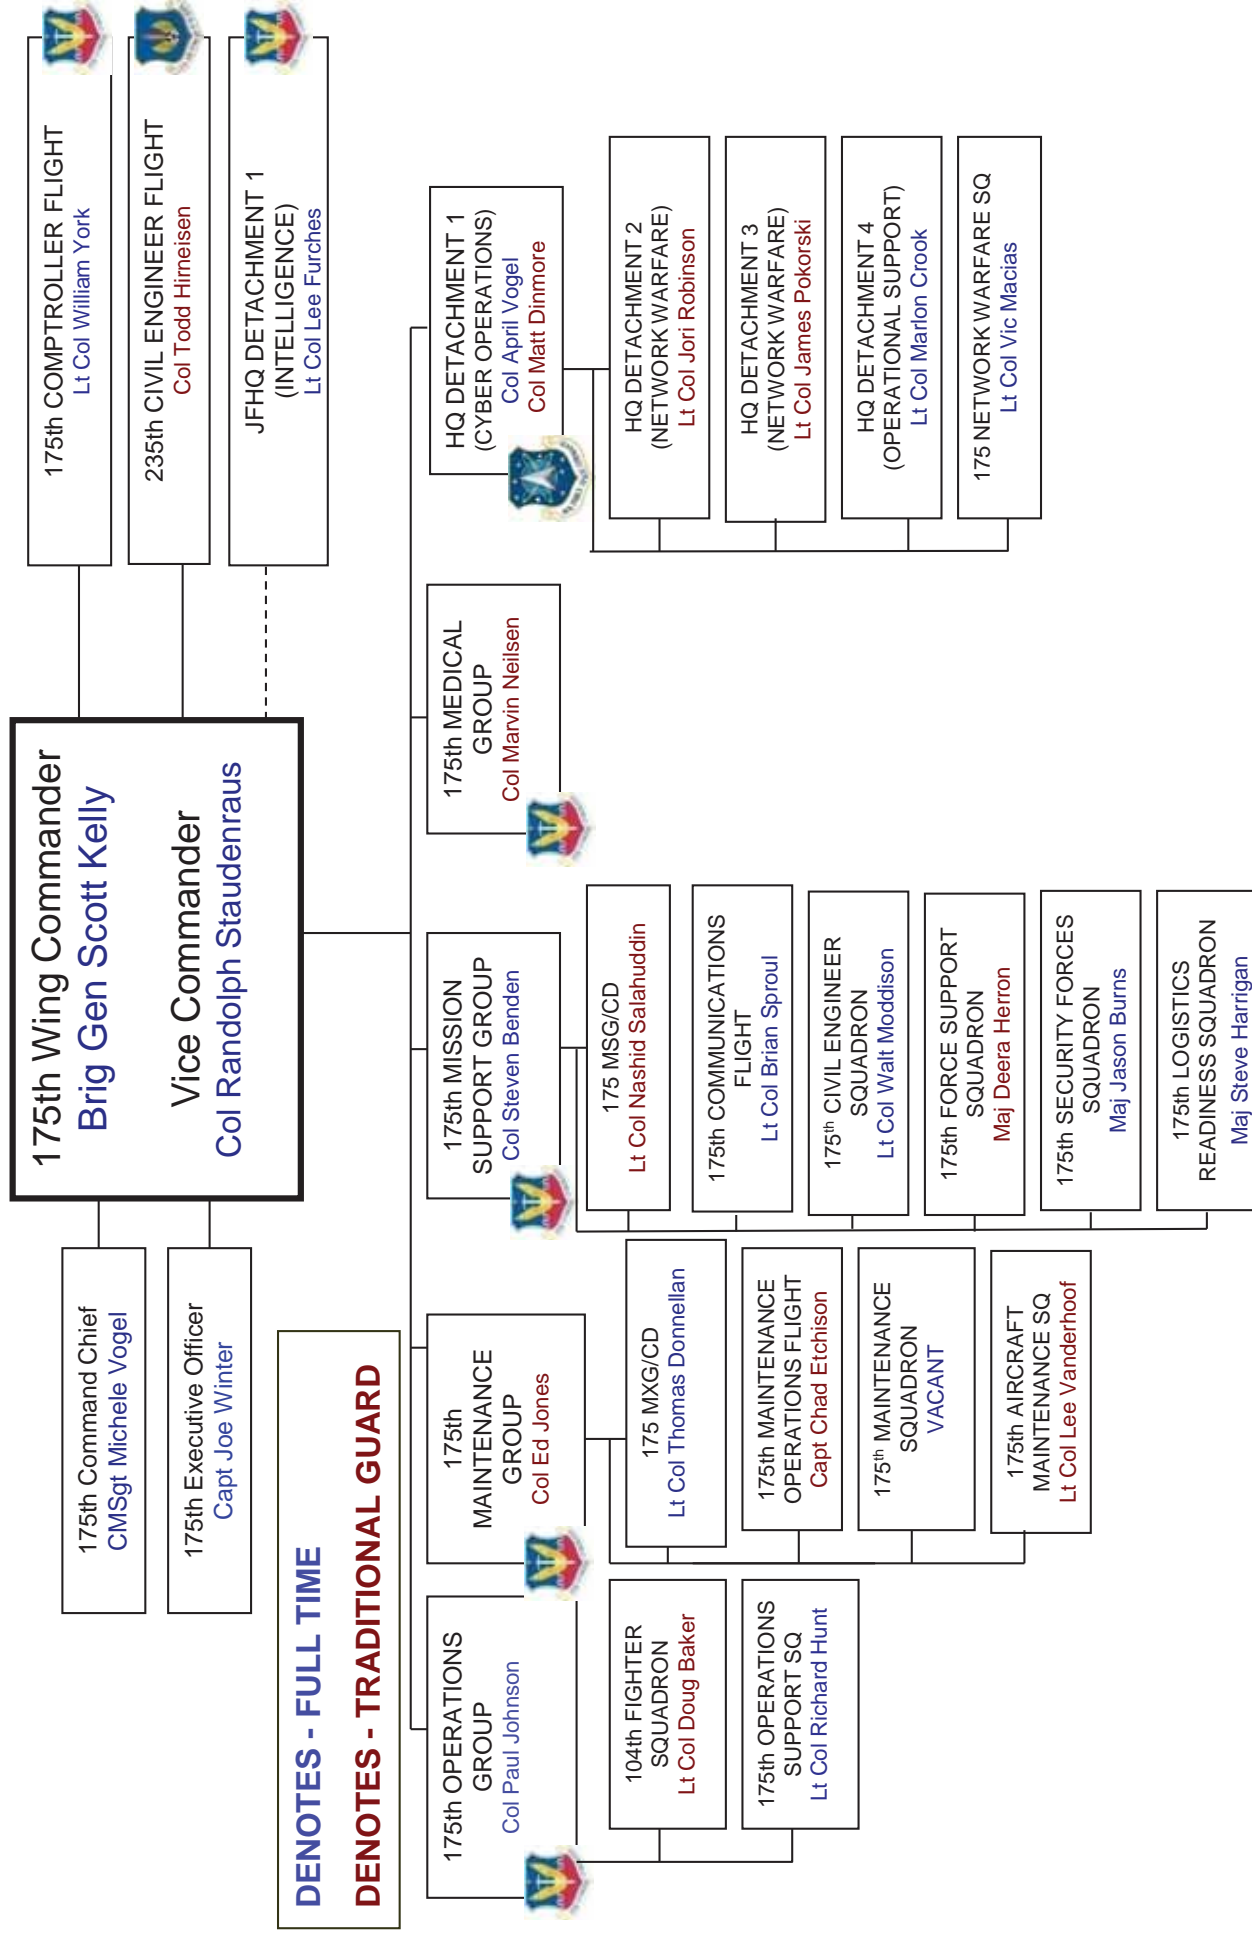 175th Wing Commander
Brig Gen Scott Kelly
Vice Commander
Col Randolph Staudenraus
175th Command Chief
CMSgt Michele Vogel
175th Executive Officer
Capt Joe Winter
175th COMPTROLLER FLIGHT
Lt Col William York
235th CIVIL ENGINEER FLIGHT
Col Todd Hirneisen
JFHQ DETACHMENT 1
(INTELLIGENCE)
Lt Col Lee Furches
DENOTES - FULL TIME
DENOTES - TRADITIONAL GUARD
175th OPERATIONS
GROUP
Col Paul Johnson
104th FIGHTER
SQUADRON
Lt Col Doug Baker
175th OPERATIONS
SUPPORT SQ
Lt Col Richard Hunt
175th
MAINTENANCE
GROUP
Col Ed Jones
175 MXG/CD
Lt Col Thomas Donnellan
175th MAINTENANCE
OPERATIONS FLIGHT
Capt Chad Etchison
175th MAINTENANCE
SQUADRON
VACANT
175th AIRCRAFT
MAINTENANCE SQ
Lt Col Lee Vanderhoof
175th MISSION
SUPPORT GROUP
Col Steven Benden
175 MSG/CD
Lt Col Nashid Salahuddin
175th COMMUNICATIONS
FLIGHT
Lt Col Brian Sproul
175th CIVIL ENGINEER
SQUADRON
Lt Col Walt Moddison
175th FORCE SUPPORT
SQUADRON
Maj Deera Herron
175th SECURITY FORCES
SQUADRON
Maj Jason Burns
175th LOGISTICS
READINESS SQUADRON
Maj Steve Harrigan
175th MEDICAL
GROUP
Col Marvin Neilsen
HQ DETACHMENT 1
(CYBER OPERATIONS)
Col April Vogel
Col Matt Dinmore
HQ DETACHMENT 2
(NETWORK WARFARE)
Lt Col Jori Robinson
HQ DETACHMENT 3
(NETWORK WARFARE)
Lt Col James Pokorski
HQ DETACHMENT 4
(OPERATIONAL SUPPORT)
Lt Col Marlon Crook
175 NETWORK WARFARE SQ
Lt Col Vic Macias